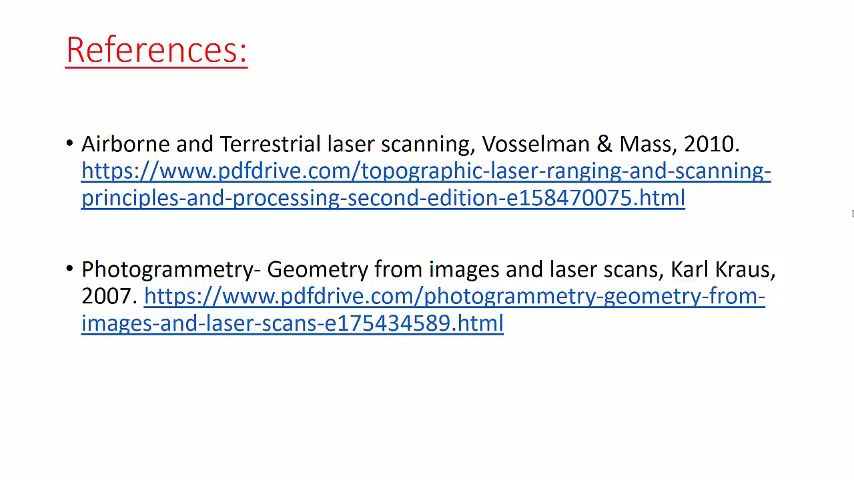 References:
• Airborne and Terrestrial laser scanning, Vosselman & Mass, 2010.
https://www.pdfdrive.com/topographic-laser-ranging-and-scanning-
principles-and-processing-second-edition-e158470075.html
• Photogrammetry- Geometry from images and laser scans, Karl Kraus,
2007. https://www.pdfdrive.com/photogrammetry-geometry-from-
images-and-laser-scans-e175434589.html